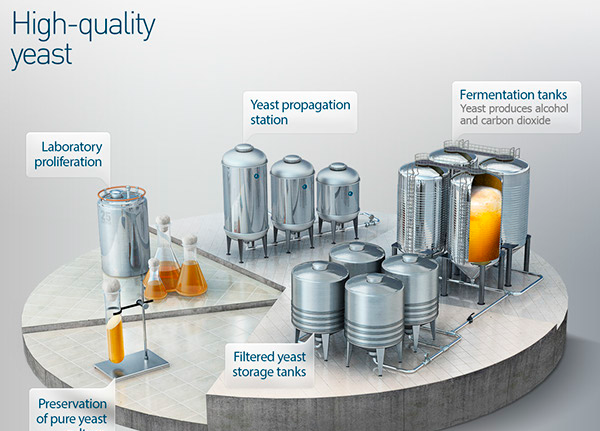 High-quality
yeast
Fermentation tanks
Yeast produces alcohol
and carbon dioxide
Yeast propagation
station
Laboratory
proliferation
Filtered yeast
storage tanks
Preservation
of pure yeast